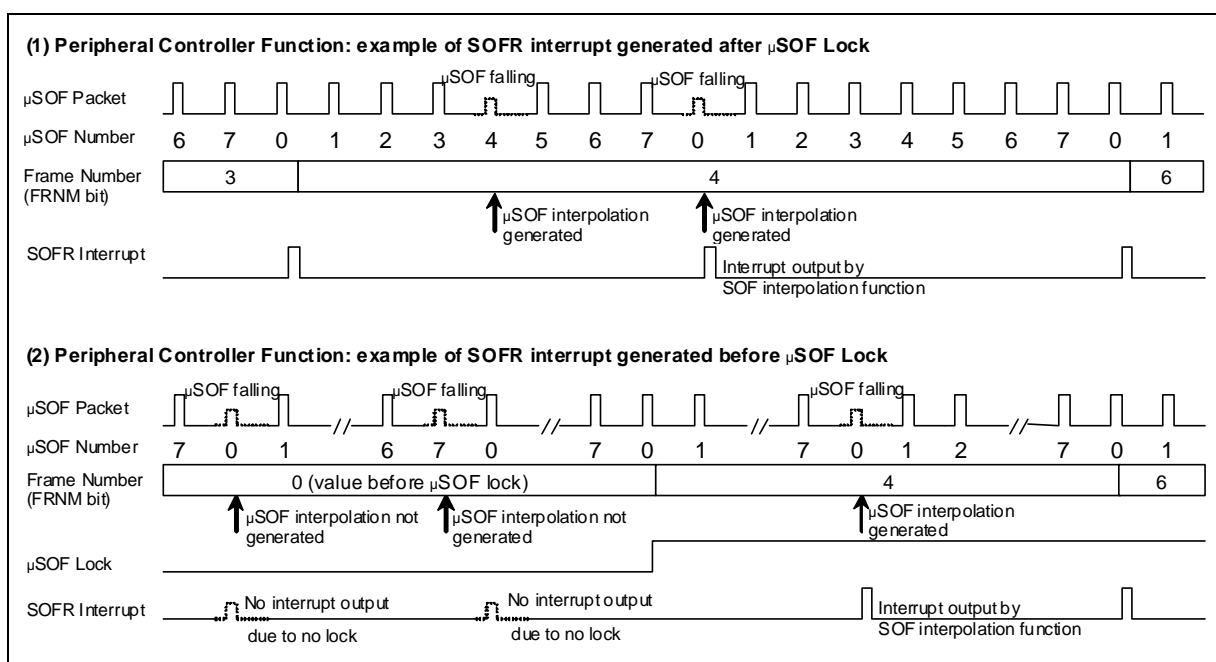 (1) Peripheral Controller Function: example of SOFR interrupt generated after µSOF Lock
µSOF falling µSOF falling
µSOF Packet
µSOF Number 6 7 0 1 2 3 4 5 6 7 0 1 2 3 4 5 6 7 0 1
Frame Number 3 4 6
(FRNM bit)
µSOF interpolation µSOF interpolation
generated generated
SOFR Interrupt
Interrupt output by
SOF interpolation function
(2) Peripheral Controller Function: example of SOFR interrupt generated before µSOF Lock
µSOF falling µSOF falling µSOF falling
µSOF Packet // // // //
µSOF Number 7 0 1 6 7 0 7 0 1 7 0 1 2 7 0 1
Frame Number 0 (value before µSOF lock) 4 6
(FRNM bit)
µSOF interpolation not µSOF interpolation not µSOF interpolation
generated generated generated
µSOF Lock
SOFR Interrupt No interrupt output No interrupt output Interrupt output by
due to no lock due to no lock SOF interpolation function